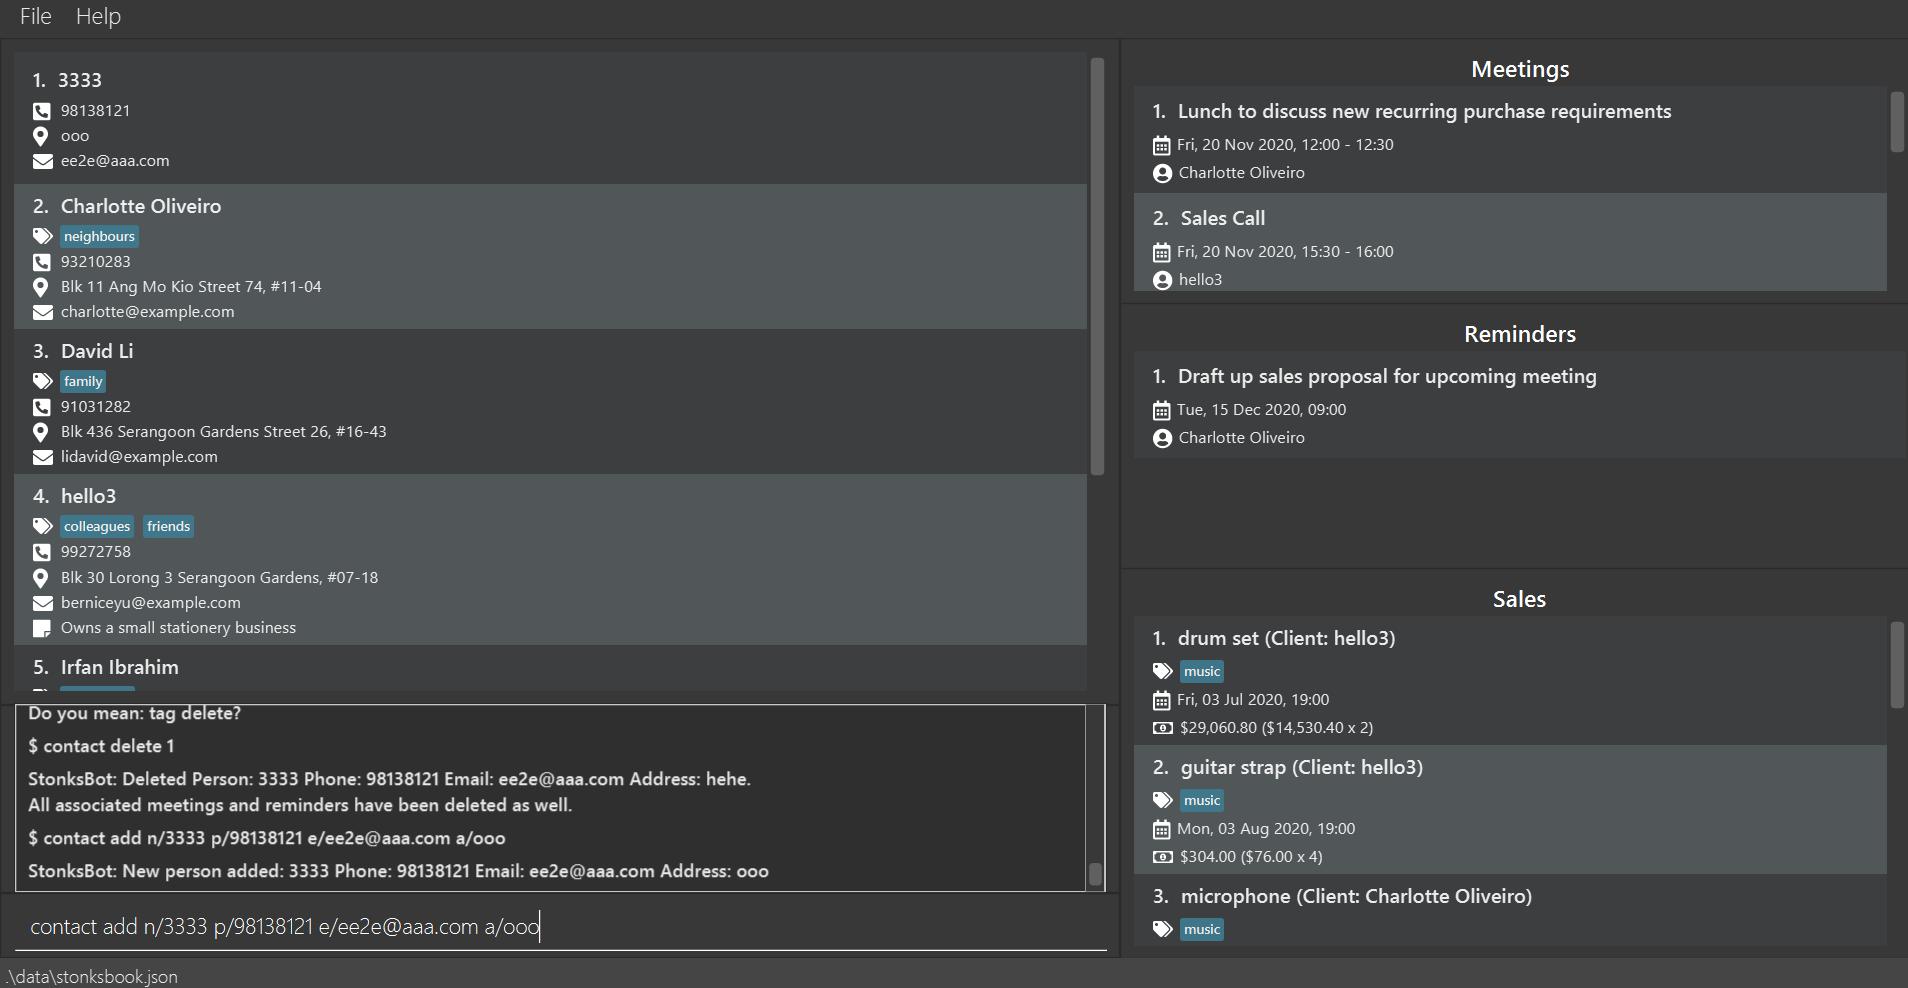 File Help
1. 3333
98138121
ooo
ee2e@aaa.com
2. Charlotte Oliveiro
neighbours
93210283
Blk 11 Ang Mo Kio Street 74, #11-04
charlotte@example.com
3. David Li
family
91031282
Blk 436 Serangoon Gardens Street 26, #16-43
lidavid@example.com
4. hello3
colleagues friends
99272758
Blk 30 Lorong 3 Serangoon Gardens, #07-18
berniceyu@example.com
Owns a small stationery business
5. Irfan Ibrahim
Do you mean: tag delete?
$ contact delete 1
StonksBot: Deleted Person: 3333 Phone: 98138121 Email: ee2e@aaa.com Address: hehe.
All associated meetings and reminders have been deleted as well.
$ contact add n/3333 p/98138121 e/ee2e@aaa.com a/ooo
StonksBot: New person added: 3333 Phone: 98138121 Email: ee2e@aaa.com Address: ooo
contact add n/3333 p/98138121 e/ee2e@aaa.com a/ooo
.\data\stonksbook.json
Meetings
1. Lunch to discuss new recurring purchase requirements
Fri, 20 Nov 2020, 12:00 - 12:30
Charlotte Oliveiro
2. Sales Call
Fri, 20 Nov 2020, 15:30 - 16:00
hello3
Reminders
1. Draft up sales proposal for upcoming meeting
Tue, 15 Dec 2020, 09:00
Charlotte Oliveiro
Sales
1. drum set (Client: hello3)
music
Fri, 03 Jul 2020, 19:00
$29,060.80 ($14,530.40 x 2)
2. guitar strap (Client: hello3)
music
Mon, 03 Aug 2020, 19:00
$304.00 ($76.00 x 4)
3. microphone (Client: Charlotte Oliveiro)
music